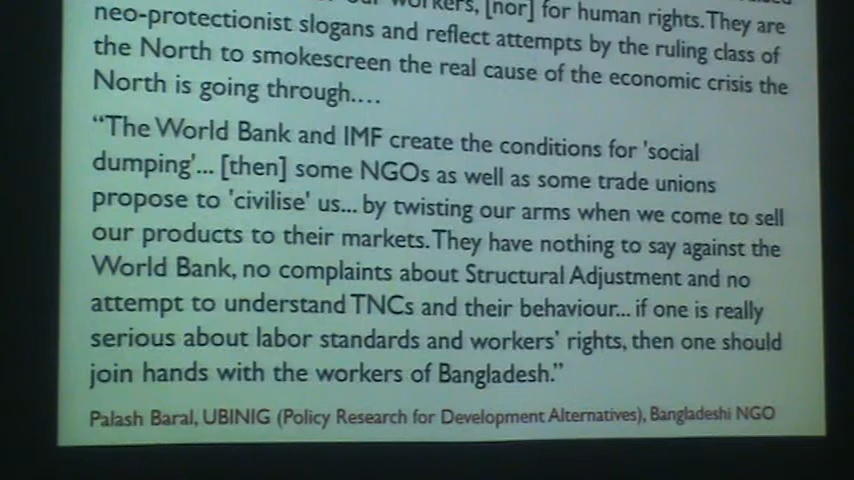 workers, [nor] for human rights. They are
neo-protectionist slogans and reflect attempts by the ruling class of
the North to smokescreen the real cause of the economic crisis the
North is going through....
“The World Bank and IMF create the conditions for 'social
dumping'... [then] some NGOs as well as some trade unions
propose to 'civilise' us... by twisting our arms when we come to sell
our products to their markets. They have nothing to say against the
World Bank, no complaints about Structural Adjustment and no
attempt to understand TNCs and their behaviour... if one is really
serious about labor standards and workers’ rights, then one should
join hands with the workers of Bangladesh.”
Palash Baral, UBINIG (Policy Research for Development Alternatives), Bangladeshi NGO